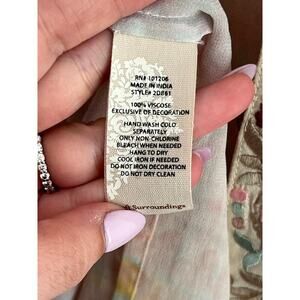 RN# 101206
MADE IN INDIA
STYLE# 2D861
100% VISCOSE
EXCLUSIVE OF DECORATION
HAND WASH COLD
SEPARATELY
ONLY NON-CHLORINE
BLEACH WHEN NEEDED
HANG TO DRY
COOL IRON IF NEEDED
DO NOT IRON DECORATION
DO NOT DRY CLEAN
Surroundings